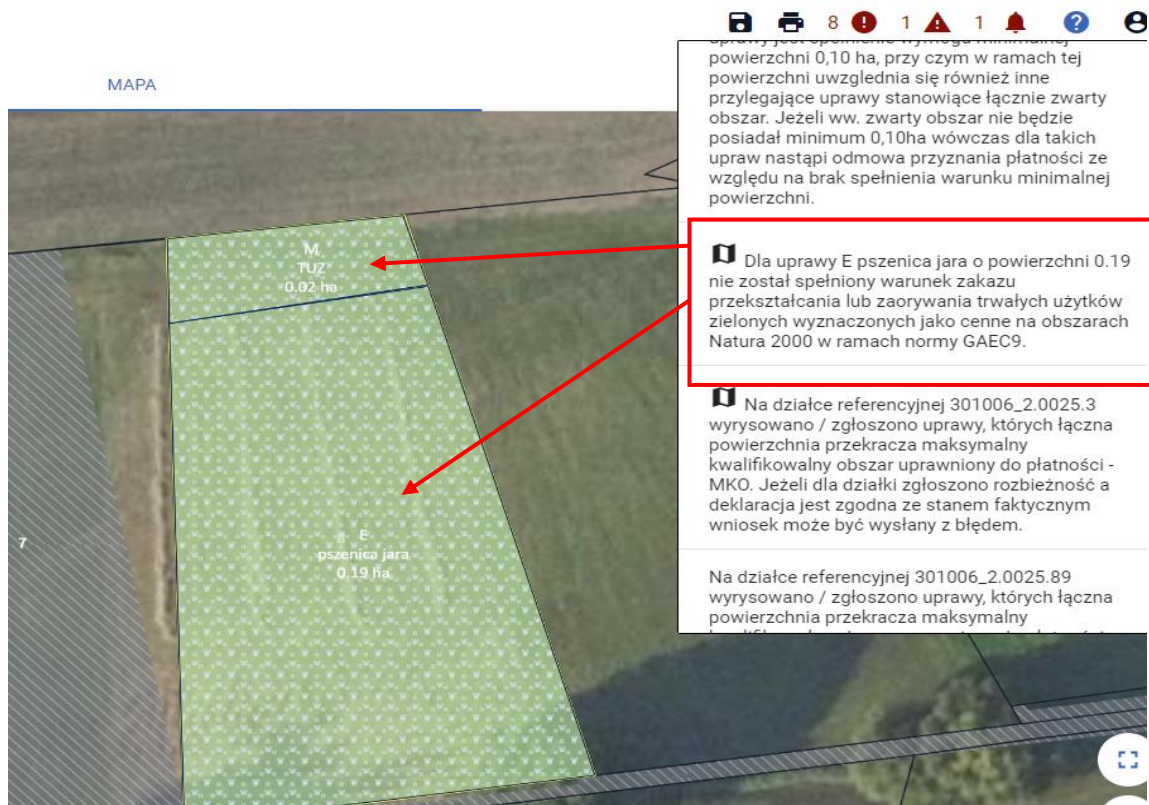 8 1 1
MAPA
powierzchni 0,10 ha, przy czym w ramach tej
powierzchni uwzględnia się również inne
przylegające uprawy stanowiące łącznie zwarty
obszar. Jeżeli ww. zwarty obszar nie będzie
posiadał minimum 0,10ha wówczas dla takich
upraw nastąpi odmowa przyznania płatności ze
względu na brak spełnienia warunku minimalnej
powierzchni.
Dla uprawy E pszenica jara o powierzchni 0.19
nie został spełniony warunek zakazu
przekształcania lub zaorywania trwałych użytków
zielonych wyznaczonych jako cenne na obszarach
Natura 2000 w ramach normy GAEC9.
Na działce referencyjnej 301006_2.0025.3
wyrysowano / zgłoszono uprawy, których łączna
powierzchnia przekracza maksymalny
kwalifikowalny obszar uprawniony do płatności -
MKO. Jeżeli dla działki zgłoszono rozbieżność a
deklaracja jest zgodna ze stanem faktycznym
wniosek może być wysłany z błędem.
Na działce referencyjnej 301006_2.0025.89
wyrysowano / zgłoszono uprawy, których łączna
powierzchnia przekracza maksymalny
M
TUZ
0.02 ha
E
pszenica jara
0.19 ha
7